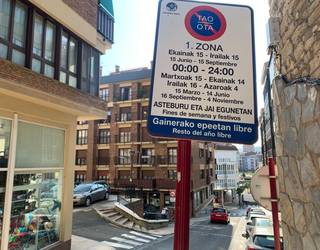 TAO
OTA
1. ZONA
Ekainak 15 - Irailak 15
15 Junio - 15 Septiembre
00:00 - 24:00
Martxoak 15 - Ekainak 14
Irailak 16 - Azaroak 4
15 Marzo - 14 Junio
16 Septiembre - 4 Noviembre
ASTEBURU ETA JAI EGUNETAN
Fines de semana y festivos
Gainerako epeetan libre
Resto del año libre